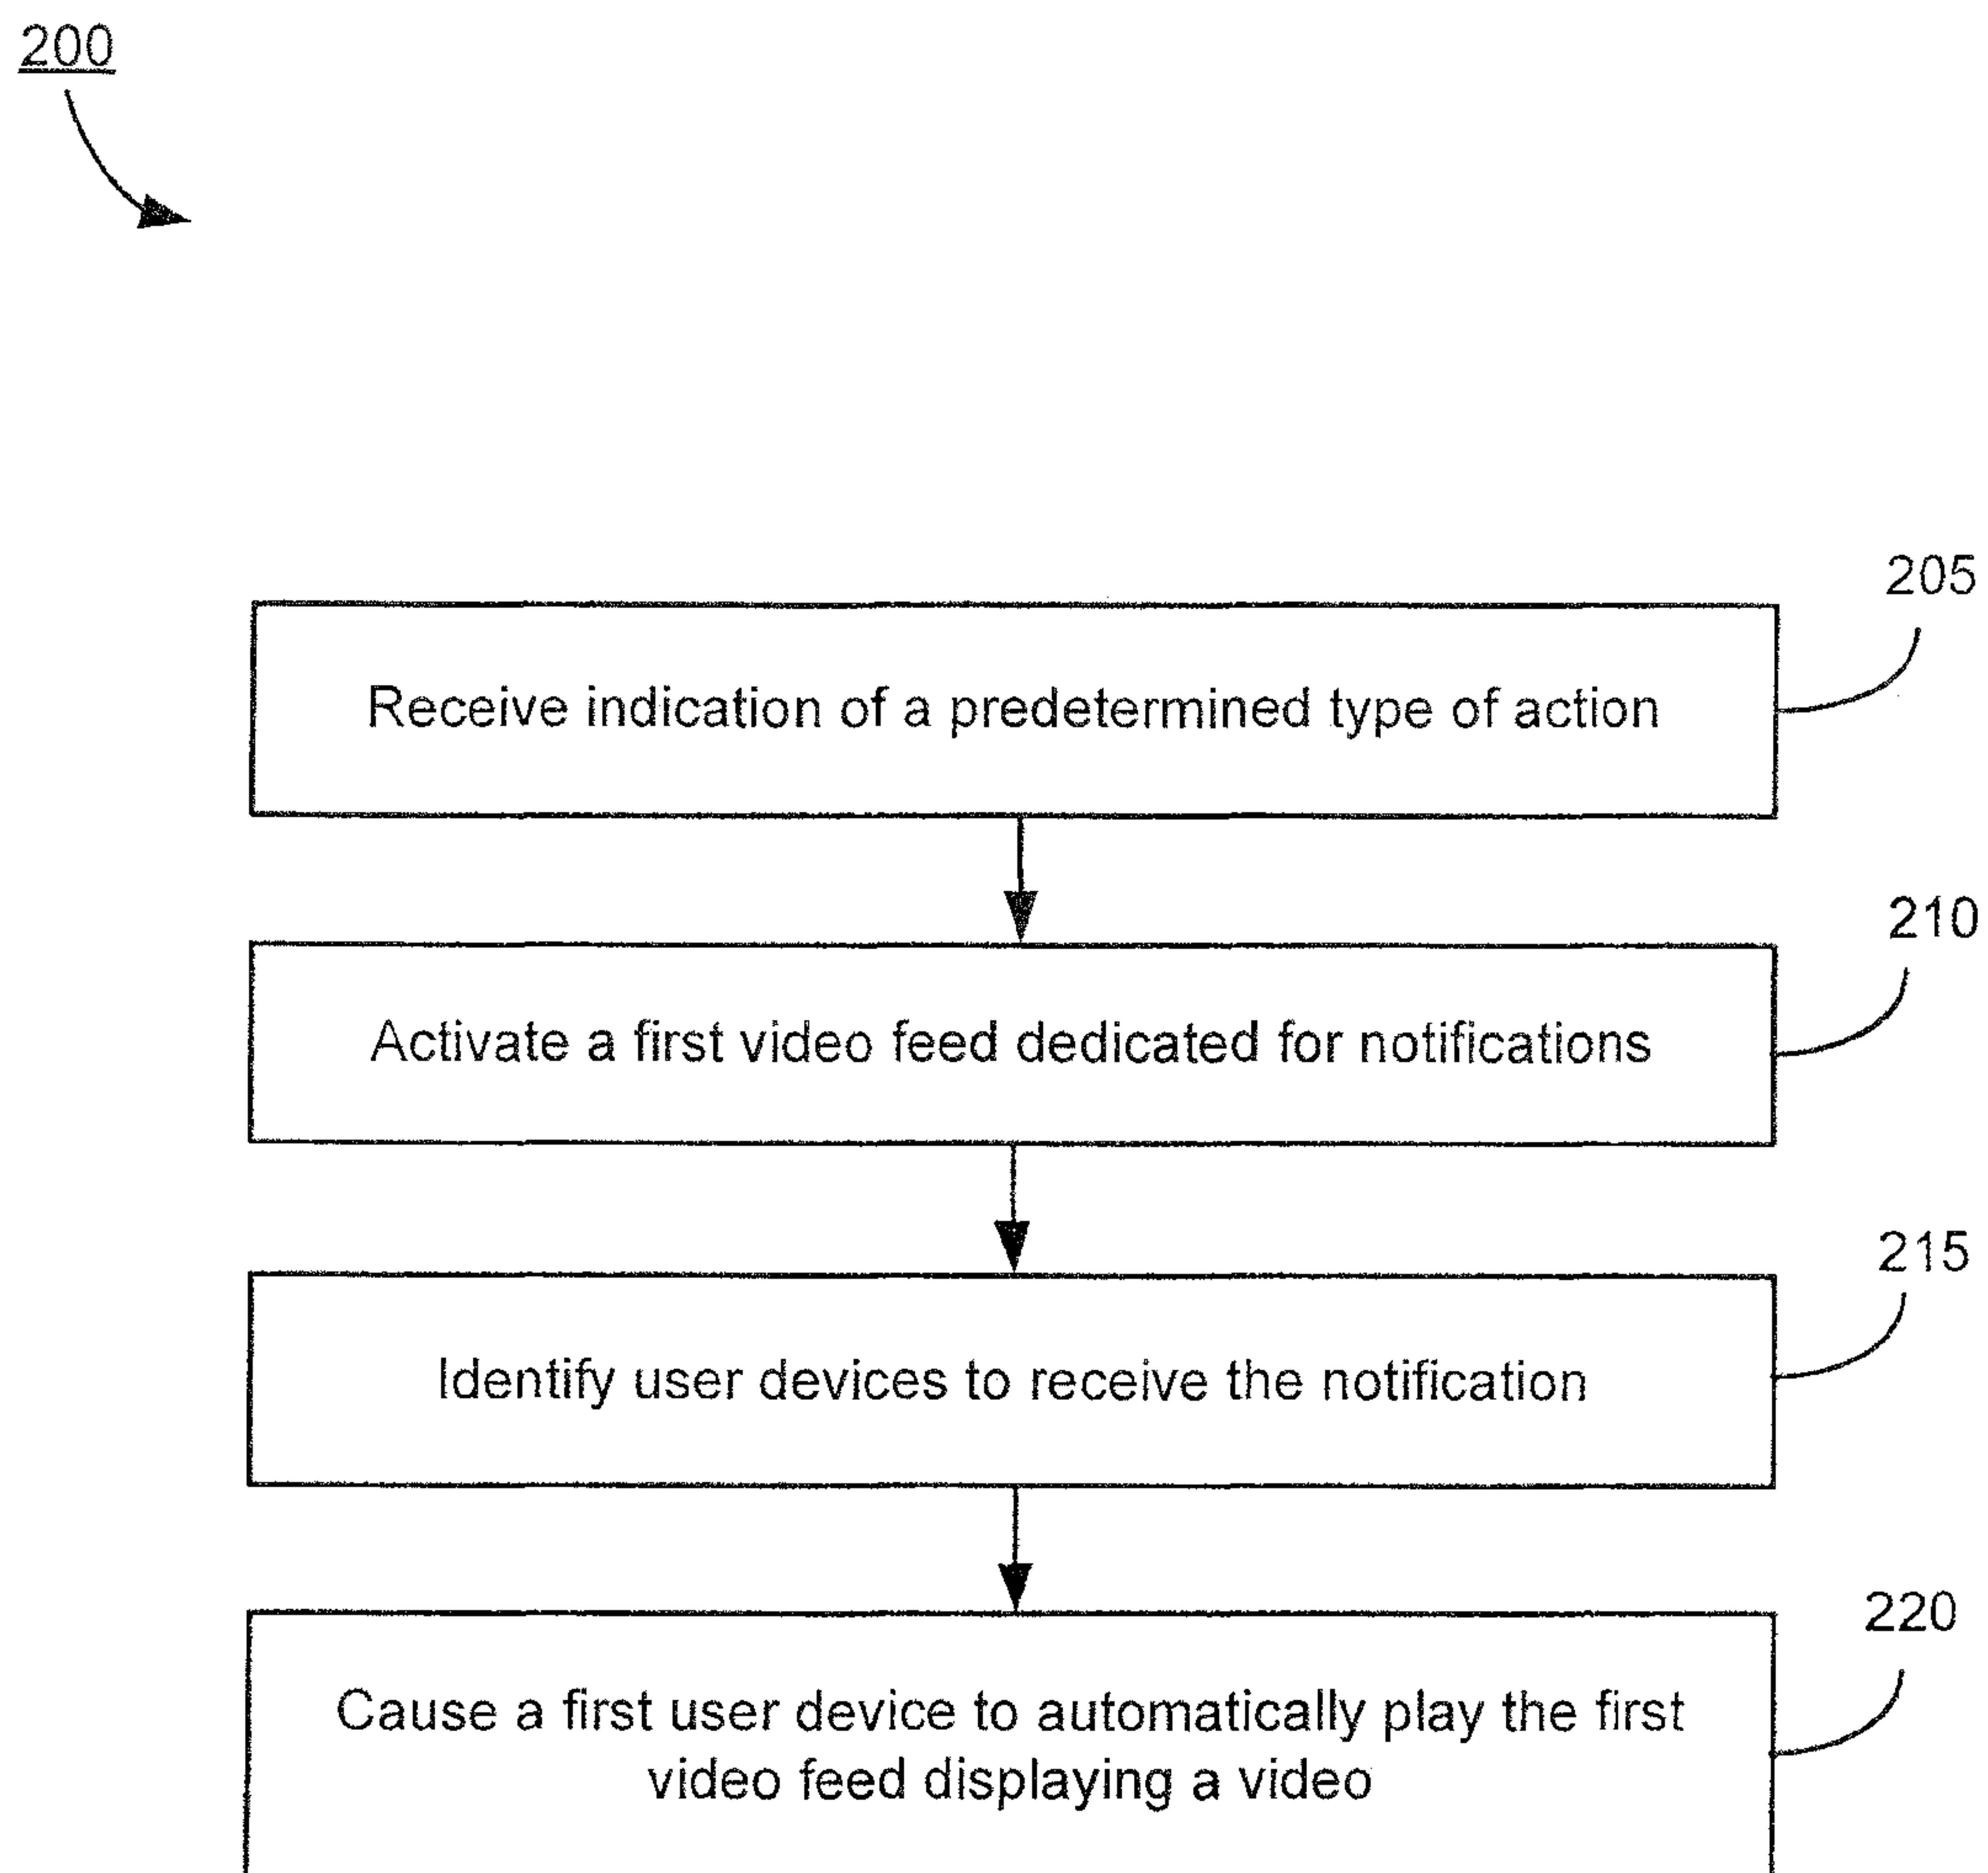 200
205
Receive indication of a predetermined type of action
210
Activate a first video feed dedicated for notifications
215
Identify user devices to receive the notification
220
Cause a first user device to automatically play the first
video feed displaying a video